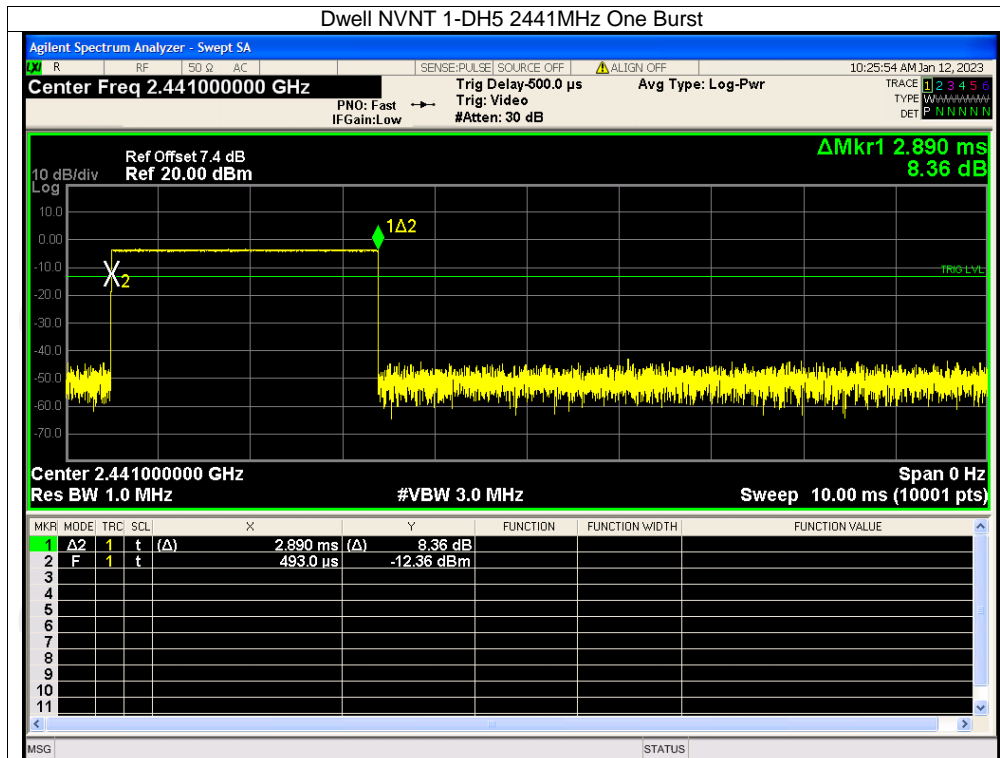 Dwell NVNT 1-DH5 2441MHz One Burst
Agilent Spectrum Analyzer - Swept SA
LXI R RF 50 Ω AC SENSE:PULSE SOURCE OFF ALIGN OFF 10:25:54 AM Jan 12, 2023
Center Freq 2.441000000 GHz Trig Delay-500.0 µs Avg Type: Log-Pwr TRACE 1 2 3 4 5 6
PNO: Fast Trig: Video TYPE WWWWWW
IFGain:Low #Atten: 30 dB DET P N N N N N
ΔMkr1 2.890 ms
8.36 dB
Ref Offset 7.4 dB
10 dB/div Ref 20.00 dBm
Log
10.0
1Δ2
0.00
-10.0
TRIG LVL
2
-20.0
-30.0
-40.0
-50.0
-60.0
-70.0
Center 2.441000000 GHz Span 0 Hz
Res BW 1.0 MHz #VBW 3.0 MHz Sweep 10.00 ms (10001 pts)
MKR MODE TRC SCL X Y FUNCTION FUNCTION WIDTH FUNCTION VALUE
1 Δ2 1 t (Δ) 2.890 ms (Δ) 8.36 dB
2 F 1 t 493.0 µs -12.36 dBm
3
4
5
6
7
8
9
10
11
MSG STATUS